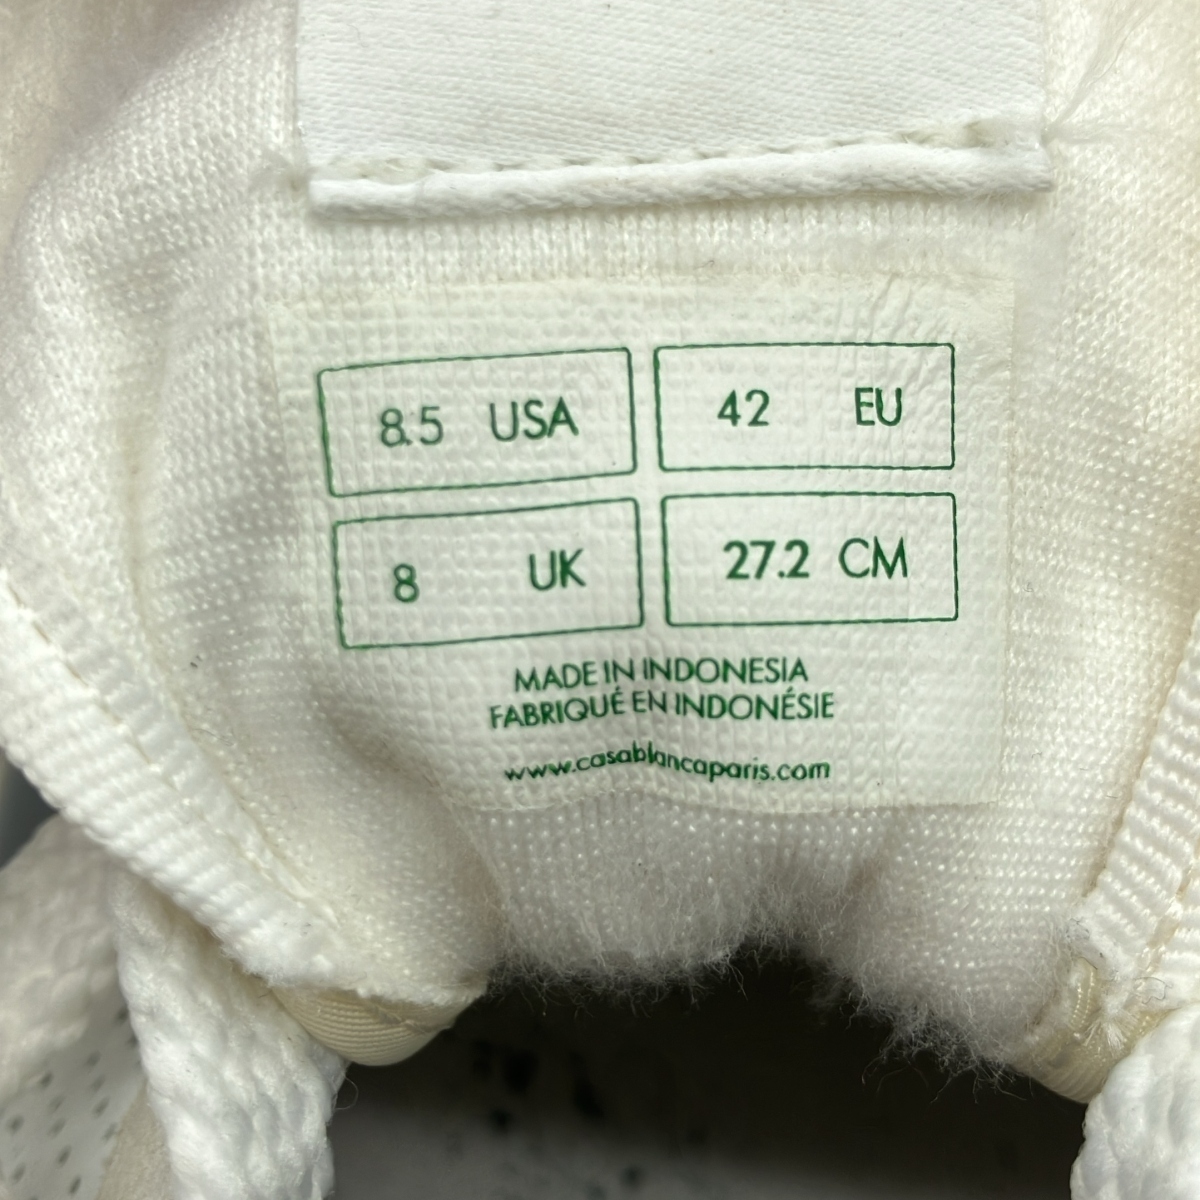 8.5 USA
42 EU
8 UK
27.2 CM
MADE IN INDONESIA
FABRIQUÉ EN INDONÉSIE
www.casablancaparis.com